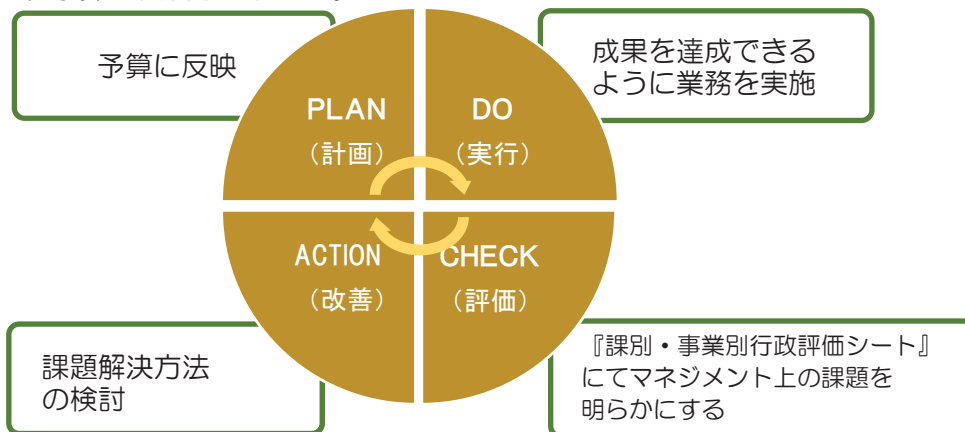 予算に反映
成果を達成できる
ように業務を実施
PLAN
(計画)
DO
(実行)
ACTION
(改善)
CHECK
(評価)
課題解決方法
の検討
『課別・事業別行政評価シート』
にてマネジメント上の課題を
明らかにする